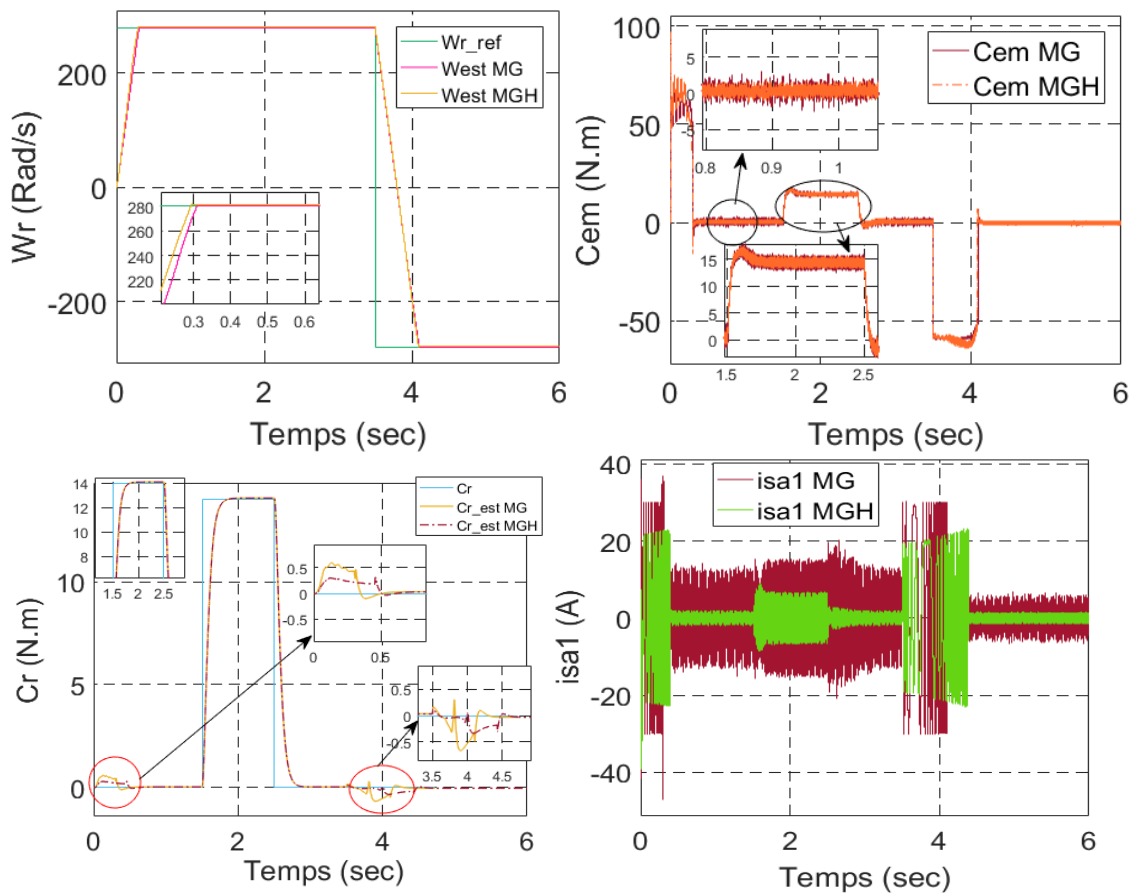 200
0
-200
Wr (Rad/s)
Wr_ref
West MG
West MGH
280
260
240
220
0.3 0.4 0.5 0.6
0 2 4 6
Temps (sec)
100
50
0
-50
Cem (N.m)
Cem MG
Cem MGH
5
0
-5
0.8 0.9 1
15
10
5
0
1.5 2 2.5
0 2 4 6
Temps (sec)
14
12
10
8
1.5 2 2.5
Cr
Cr_est MG
Cr_est MGH
10
5
0
Cr (N.m)
0.5
0
-0.5
0 0.5
0.5
0
-0.5
3.5 4 4.5
0 2 4 6
Temps (sec)
40
20
0
-20
-40
isa1 (A)
isa1 MG
isa1 MGH
0 2 4 6
Temps (sec)